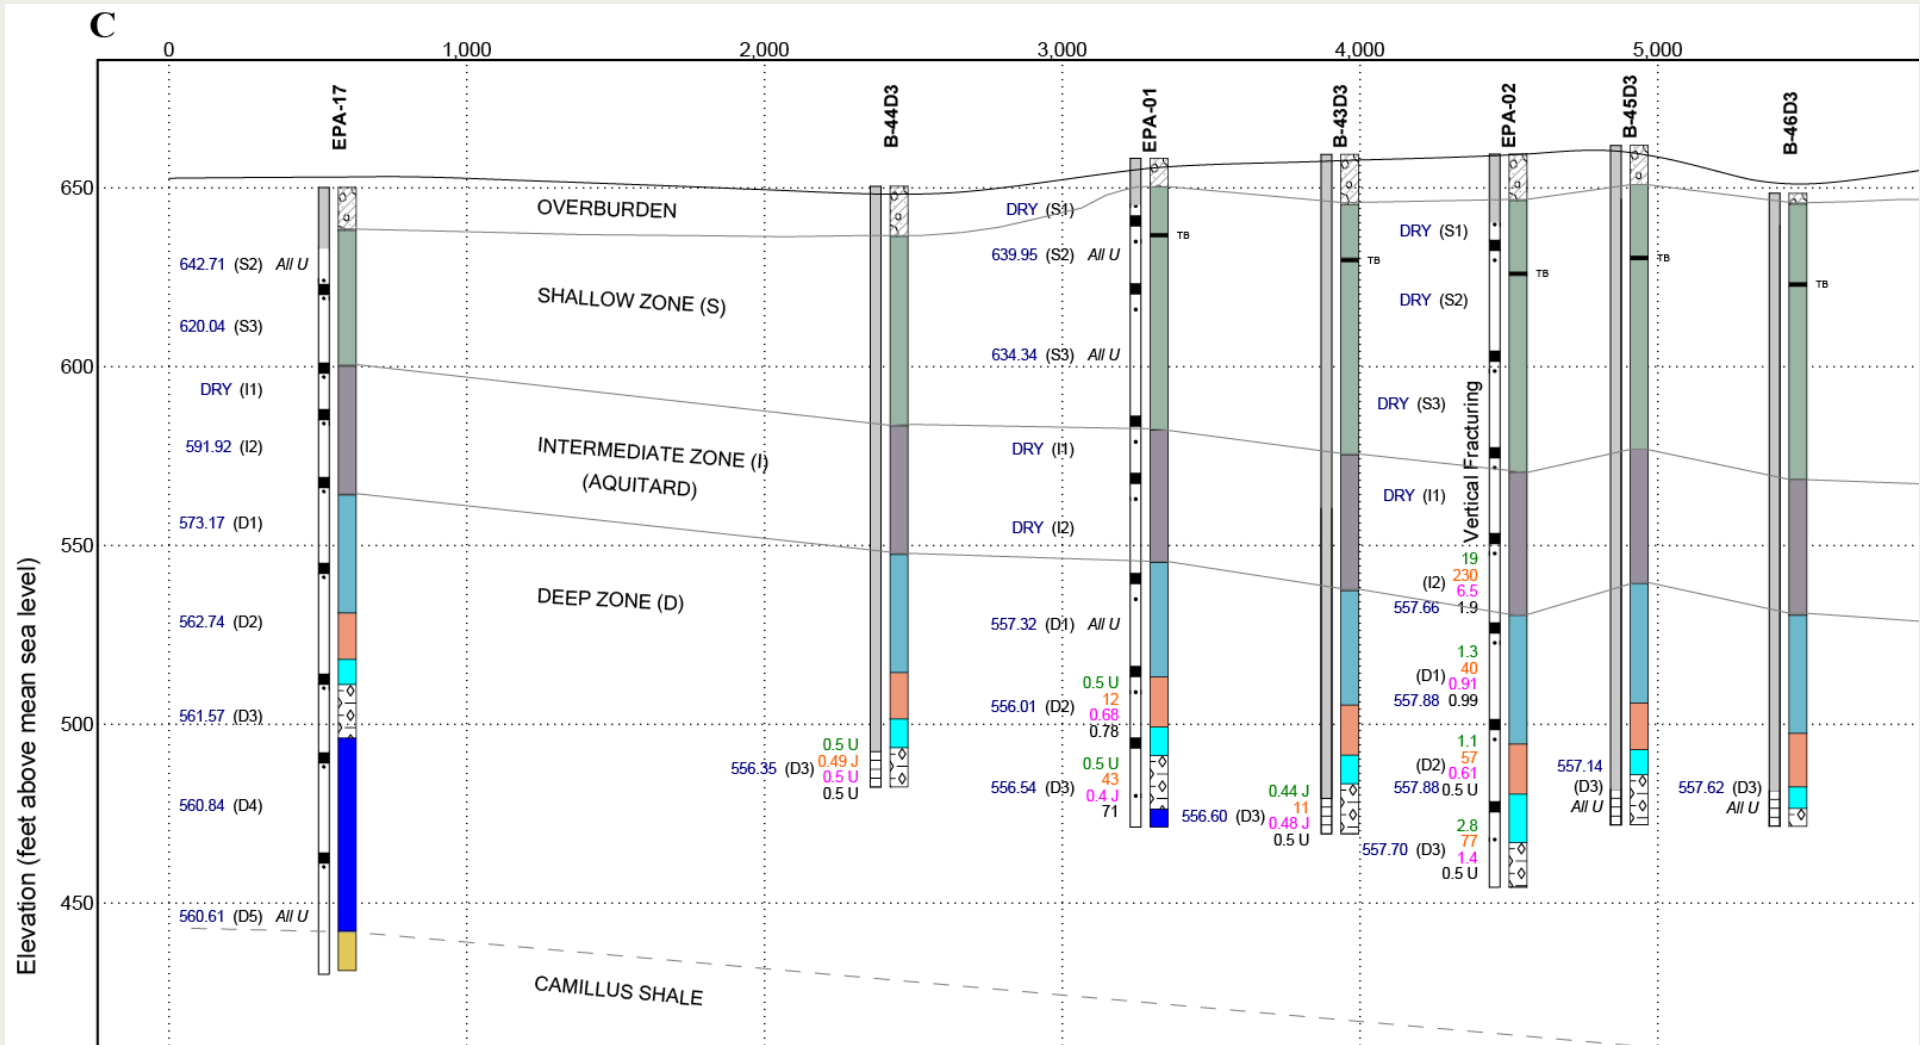 C
0 1,000 2,000 3,000 4,000 5,000
EPA-17
B-44D3
EPA-01
B-43D3
EPA-02
B-45D3
B-46D3
Elevation (feet above mean sea level)
650
600
550
500
450
OVERBURDEN
SHALLOW ZONE (S)
INTERMEDIATE ZONE (I)
(AQUITARD)
DEEP ZONE (D)
CAMILLUS SHALE
642.71 (S2) All U
620.04 (S3)
DRY (I1)
591.92 (I2)
573.17 (D1)
562.74 (D2)
561.57 (D3)
560.84 (D4)
560.61 (D5) All U
0.5 U
0.49 J
556.35 (D3)
0.5 U
0.5 U
DRY (S1)
639.95 (S2) All U
634.34 (S3) All U
DRY (I1)
DRY (I2)
557.32 (D1) All U
0.5 U
12
556.01 (D2)
0.68
0.78
0.5 U
43
556.54 (D3)
0.4 J
71
TB
0.44 J
11
556.60 (D3)
0.48 J
0.5 U
TB
DRY (S1)
DRY (S2)
DRY (S3)
DRY (I1)
Vertical Fracturing
19
230
(I2)
6.5
557.66 1.9
1.3
40
(D1)
0.91
557.88 0.99
1.1
57
(D2)
0.61
557.88 0.5 U
2.8
77
557.70 (D3)
1.4
0.5 U
TB
557.14
(D3)
All U
TB
557.62 (D3)
All U
TB